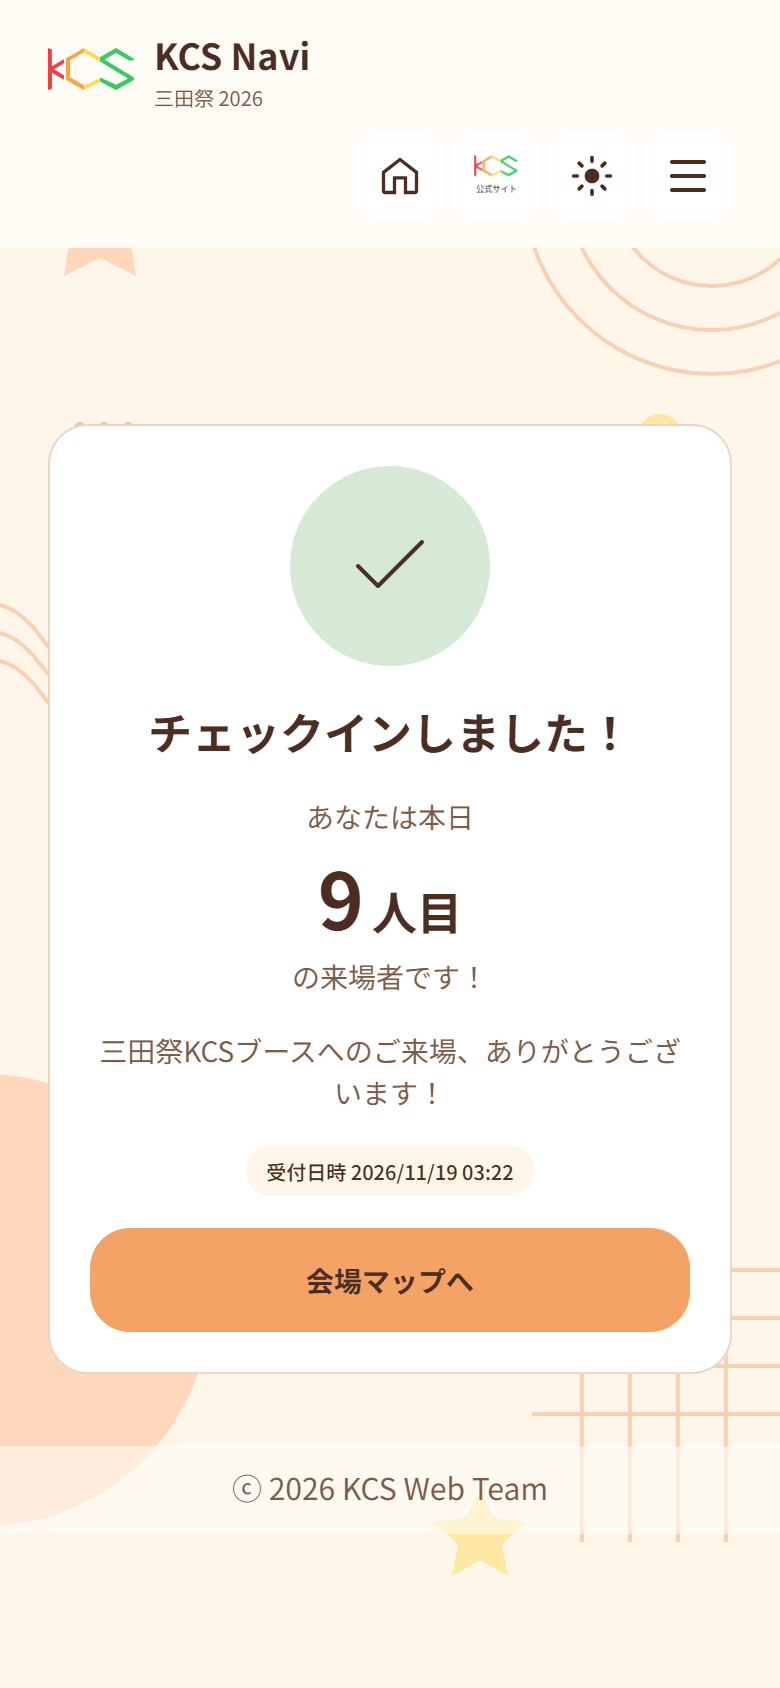 KCS
KCS Navi
三田祭 2026
KCS
公式サイト
チェックインしました！
あなたは本日
9 人目
の来場者です！
三田祭KCSブースへのご来場、ありがとうござ
います！
受付日時 2026/11/19 03:22
会場マップへ
ⓒ 2026 KCS Web Team